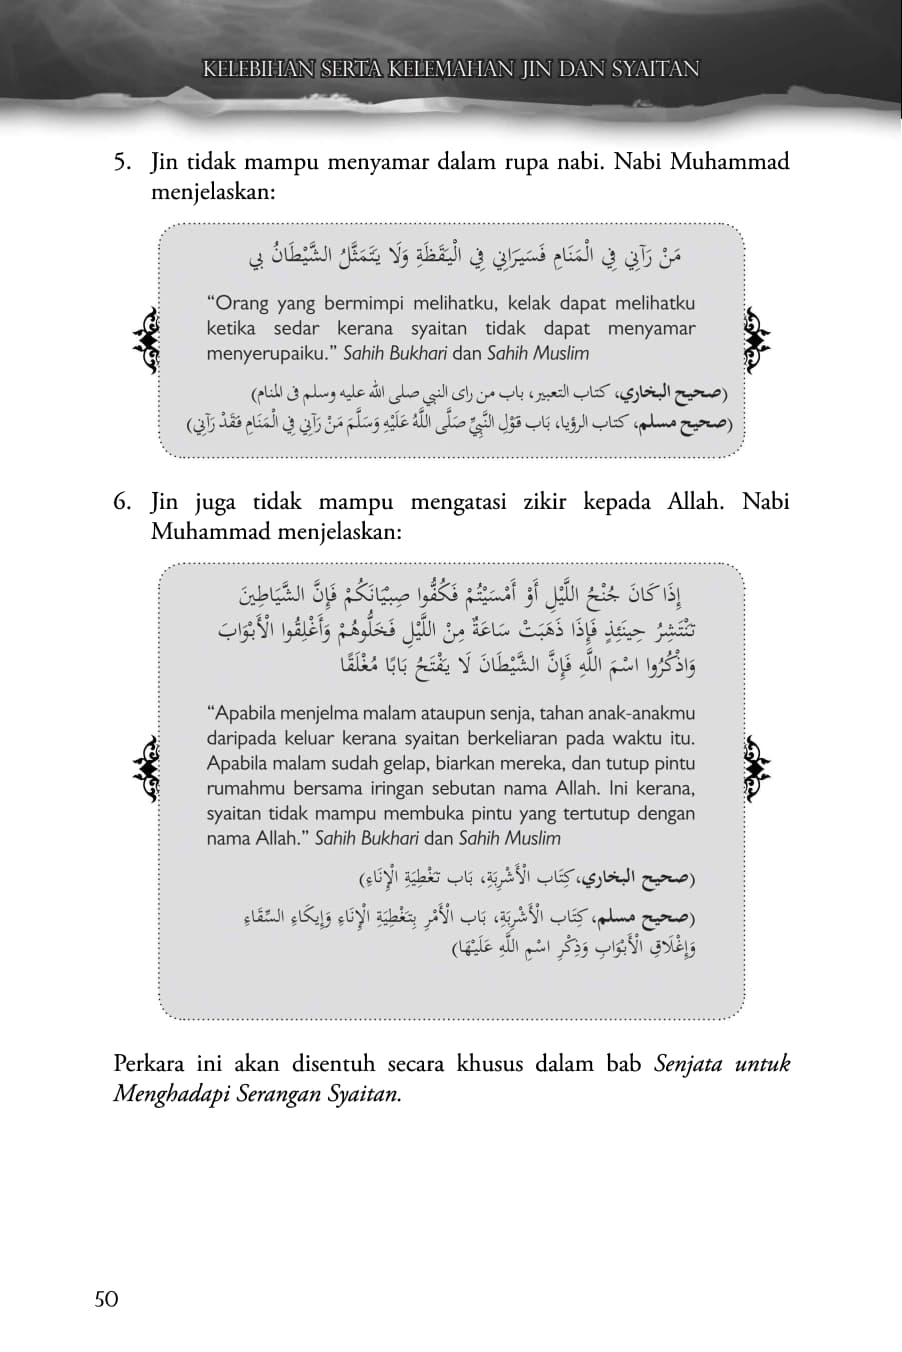 KELEBIHAN SERTA KELEMAHAN JIN DAN SYAITAN
5. Jin tidak mampu menyamar dalam rupa nabi. Nabi Muhammad
menjelaskan:
مَنْ رَآنِي فِي الْمَنَامِ فَسَيَرَانِي فِي الْيَقَظَةِ وَلَا يَتَمَثَّلُ الشَّيْطَانُ بِي
“Orang yang bermimpi melihatku, kelak dapat melihatku
ketika sedar kerana syaitan tidak dapat menyamar
menyerupaiku.” Sahih Bukhari dan Sahih Muslim
(صحيح البخاري، كتاب التعبير، باب من راى النبي صلى الله عليه وسلم فى المنام)
(صحيح مسلم، كتاب الرؤيا، بَاب قَوْلِ النَّبِيِّ صَلَّى اللَّهُ عَلَيْهِ وَسَلَّمَ مَنْ رَآنِي فِي الْمَنَامِ فَقَدْ رَآنِي)
6. Jin juga tidak mampu mengatasi zikir kepada Allah. Nabi
Muhammad menjelaskan:
إِذَا كَانَ جُنْحُ اللَّيْلِ أَوْ أَمْسَيْتُمْ فَكُفُّوا صِبْيَانَكُمْ فَإِنَّ الشَّيَاطِينَ
تَنْتَشِرُ حِينَئِذٍ فَإِذَا ذَهَبَتْ سَاعَةٌ مِنْ اللَّيْلِ فَحَلُّوهُمْ وَأَغْلِقُوا الْأَبْوَابَ
وَاذْكُرُوا اسْمَ اللَّهِ فَإِنَّ الشَّيْطَانَ لَا يَفْتَحُ بَابًا مُغْلَقًا
“Apabila menjelma malam ataupun senja, tahan anak-anakmu
daripada keluar kerana syaitan berkeliaran pada waktu itu.
Apabila malam sudah gelap, biarkan mereka, dan tutup pintu
rumahmu bersama iringan sebutan nama Allah. Ini kerana,
syaitan tidak mampu membuka pintu yang tertutup dengan
nama Allah.” Sahih Bukhari dan Sahih Muslim
(صحيح البخاري، كِتَاب الْأَشْرِبَةِ، بَاب تَغْطِيَةِ الْإِنَاءِ)
(صحيح مسلم، كِتَاب الْأَشْرِبَةِ، بَاب الْأَمْرِ بِتَغْطِيَةِ الْإِنَاءِ وَإِيكَاءِ السِّقَاءِ
وَإِغْلَاقِ الْأَبْوَابِ وَذِكْرِ اسْمِ اللَّهِ عَلَيْهَا)
Perkara ini akan disentuh secara khusus dalam bab Senjata untuk
Menghadapi Serangan Syaitan.
50